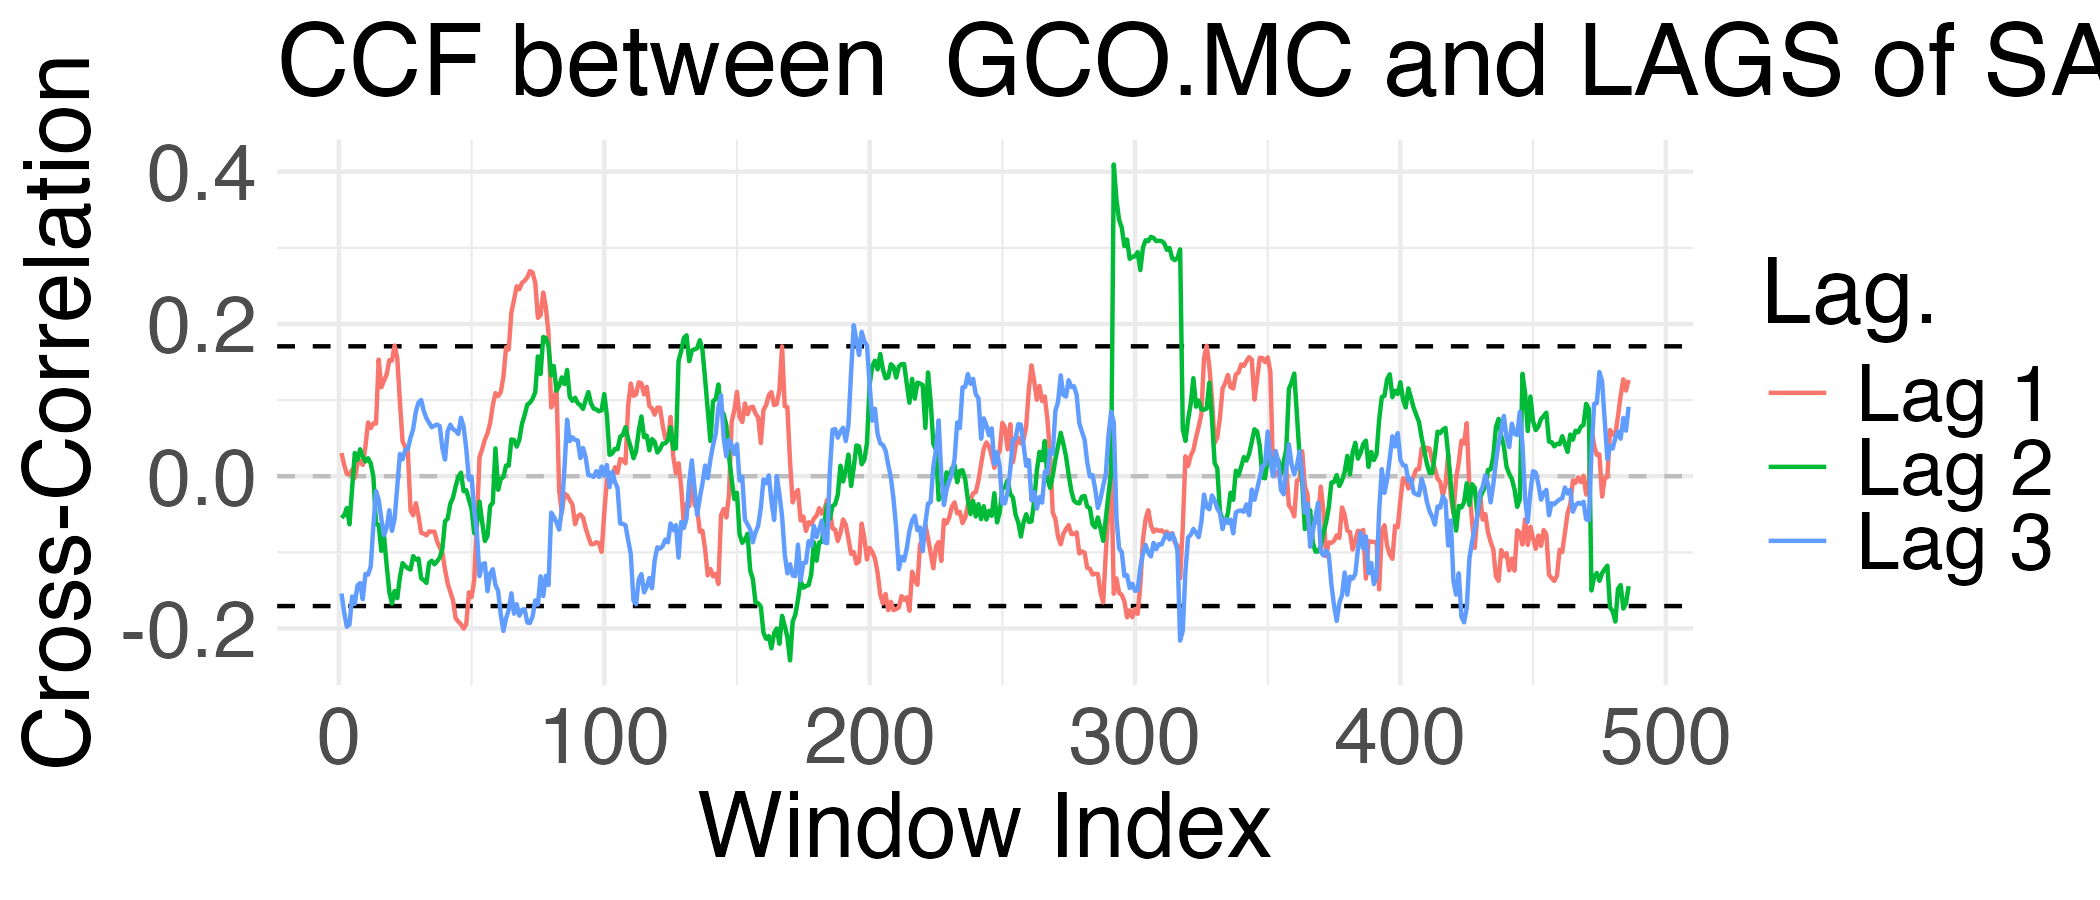 CCF between  GCO.MC and LAGS of SA
Cross-Correlation
0.4
0.2
0.0
-0.2
0 100 200 300 400 500
Window Index
Lag.
Lag 1
Lag 2
Lag 3